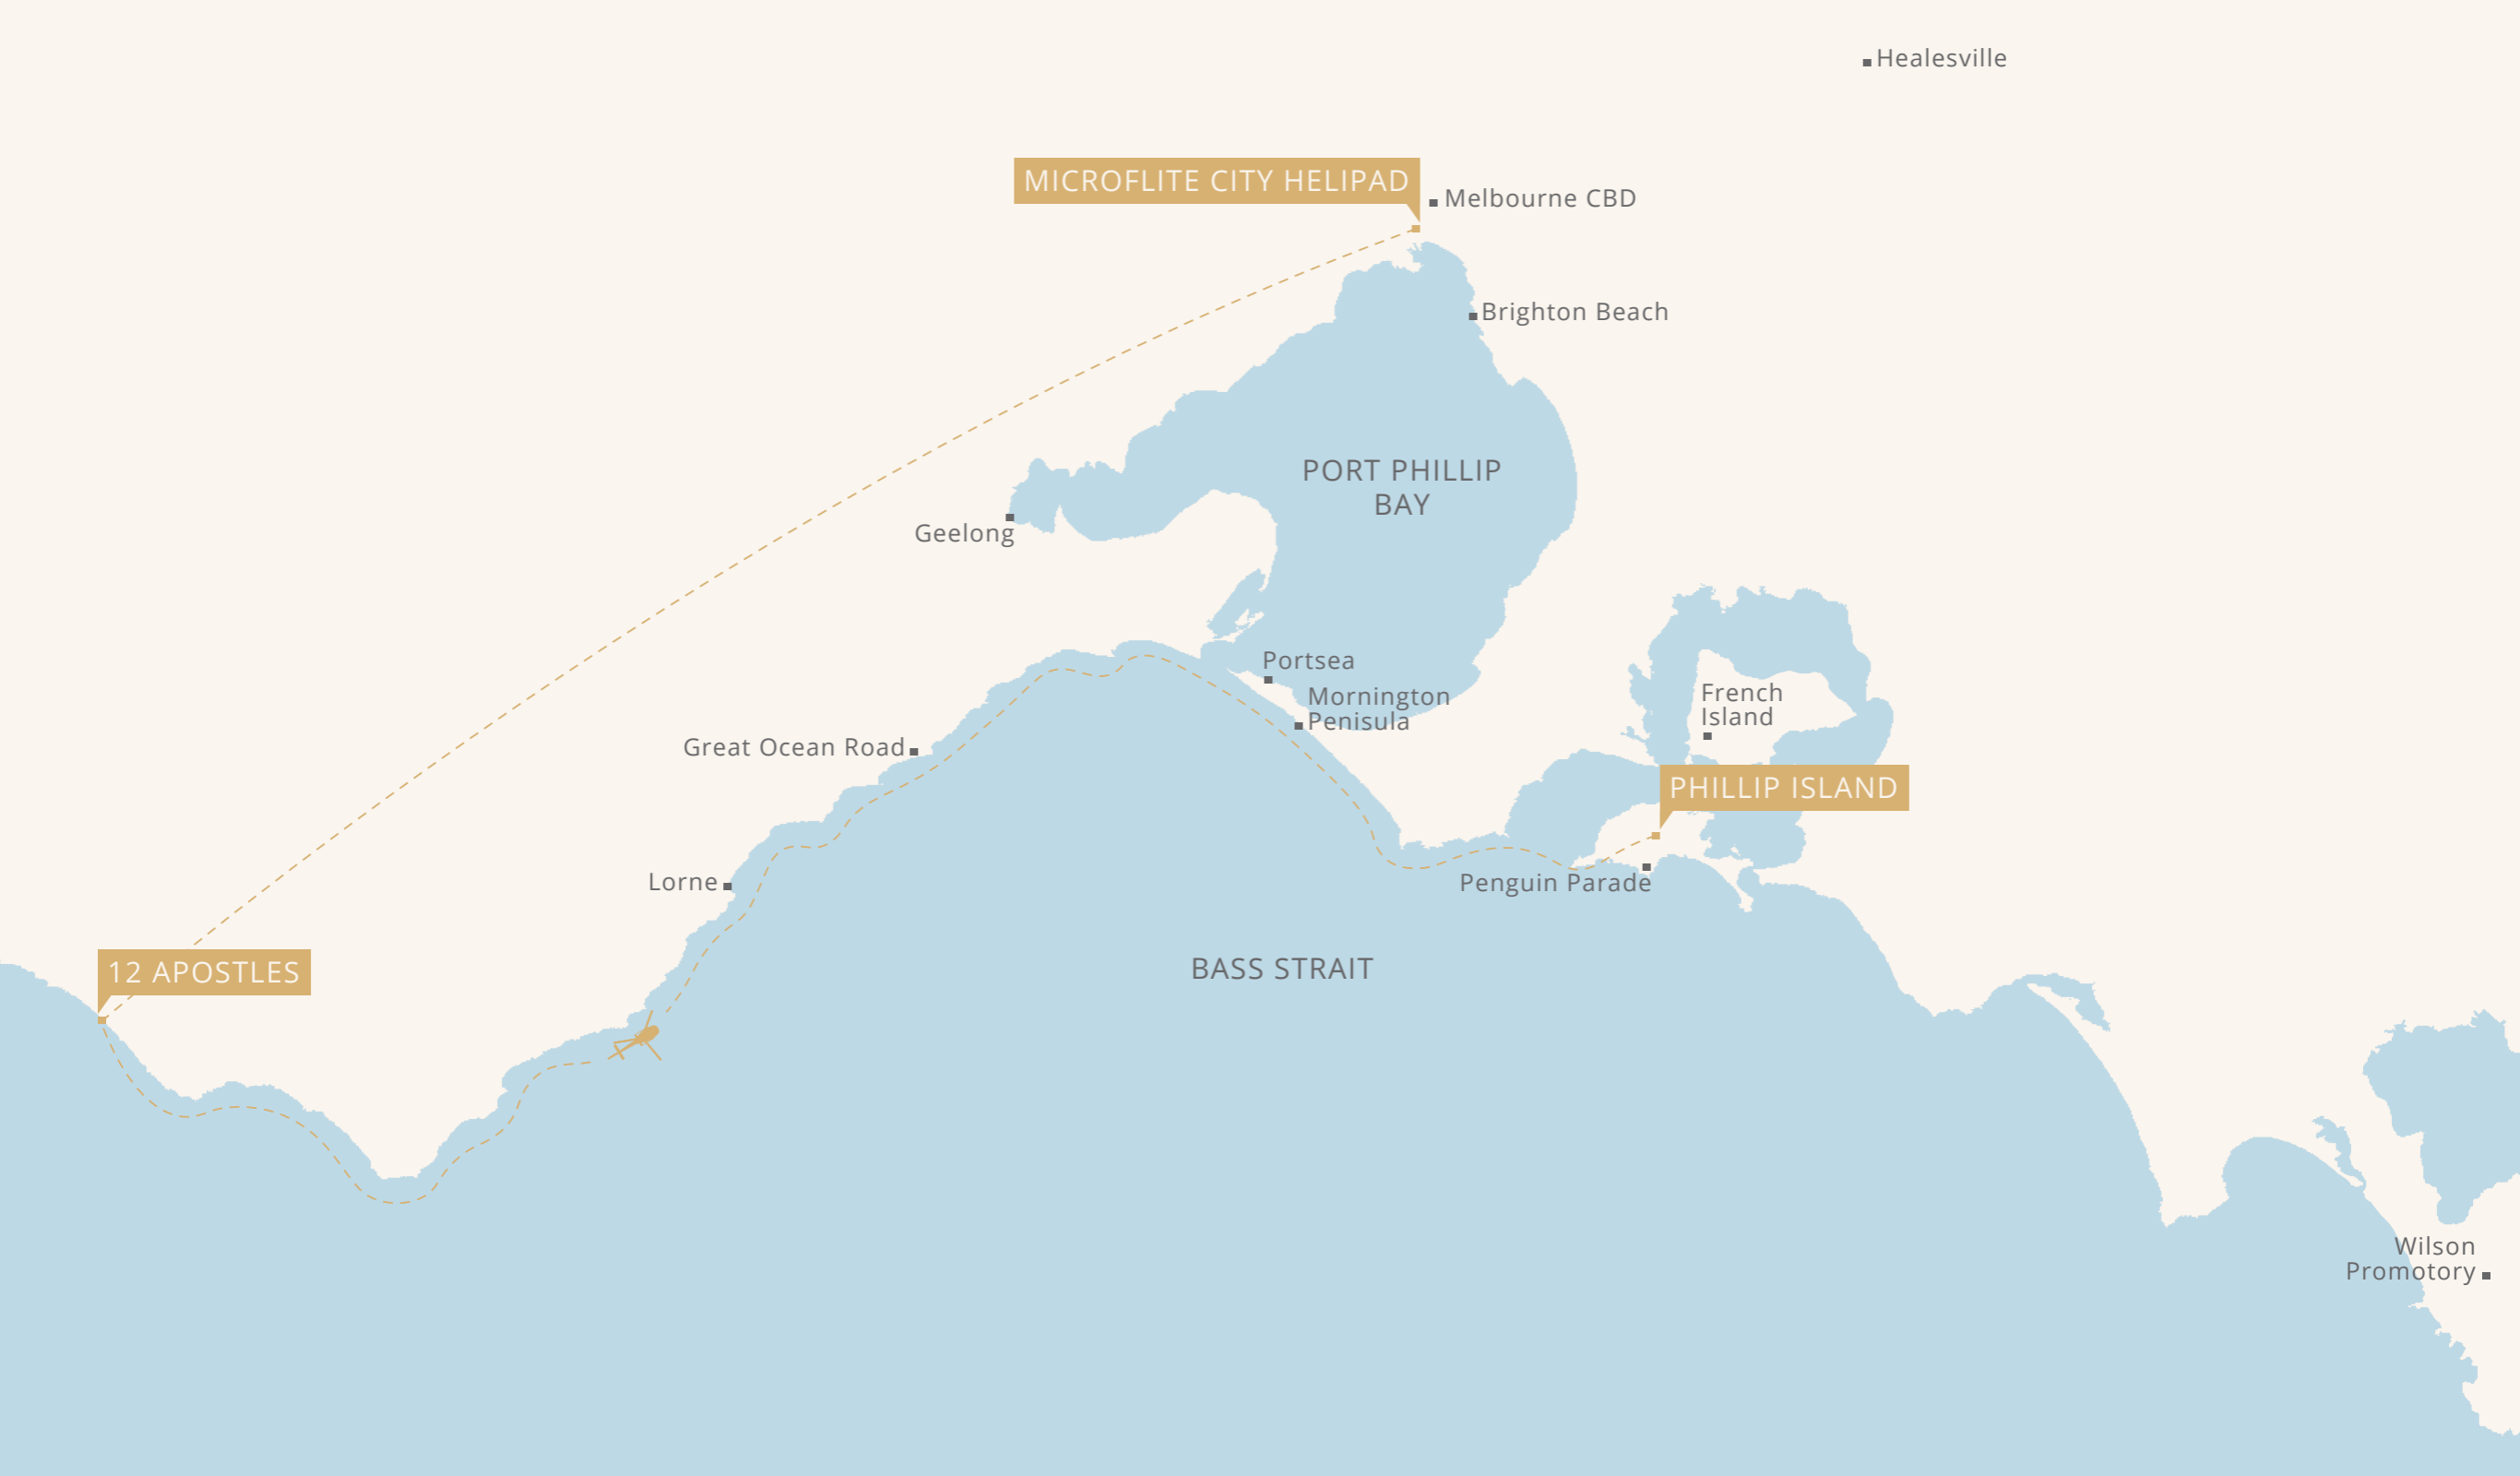 Healesville
MICROFLITE CITY HELIPAD
Melbourne CBD
Brighton Beach
PORT PHILLIP
BAY
Geelong
Portsea
Mornington
Penisula
French
Island
Great Ocean Road
PHILLIP ISLAND
Lorne
Penguin Parade
12 APOSTLES
BASS STRAIT
Wilson
Promotory